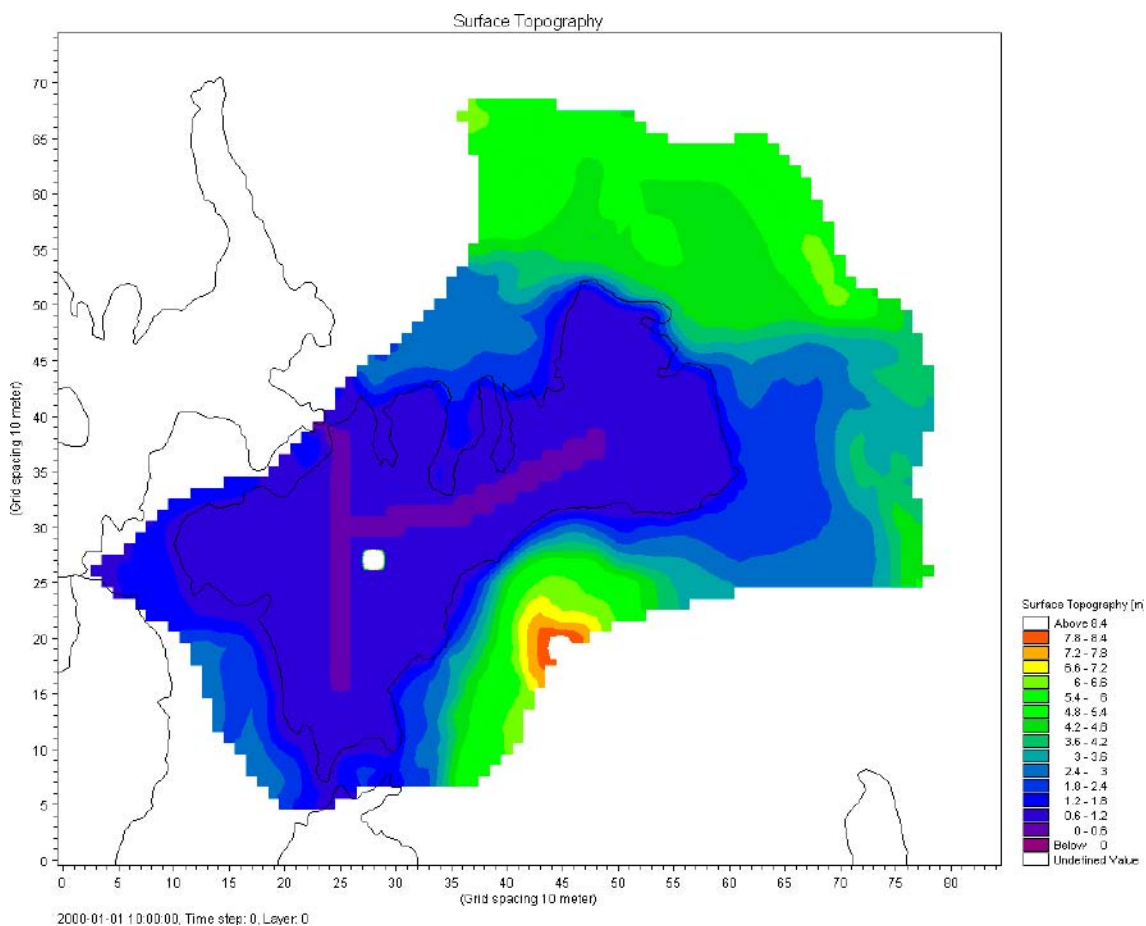 Surface Topography
70
65
60
55
50
45
40
35
30
25
20
15
10
5
0
(Grid spacing 10 meter)
0 5 10 15 20 25 30 35 40 45 50 55 60 65 70 75 80
(Grid spacing 10 meter)
2000-01-01 10:00:00, Time step: 0, Layer: 0
Surface Topography [m]
Above 8.4
7.8 - 8.4
7.2 - 7.8
6.6 - 7.2
6 - 6.6
5.4 - 6
4.8 - 5.4
4.2 - 4.8
3.6 - 4.2
3 - 3.6
2.4 - 3
1.8 - 2.4
1.2 - 1.8
0.6 - 1.2
0 - 0.6
Below 0
Undefined Value